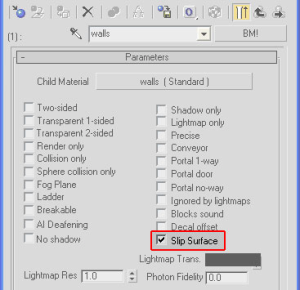 (1) :
walls
BM!
-
Parameters
Child Material
walls ( Standard )
Two-sided
Transparent 1-sided
Transparent 2-sided
Render only
Collision only
Sphere collision only
Fog Plane
Ladder
Breakable
AI Deafening
No shadow
Shadow only
Lightmap only
Precise
Conveyor
Portal 1-way
Portal door
Portal no-way
Ignored by lightmaps
Blocks sound
Decal offset
Slip Surface
Lightmap Trans.
Lightmap Res
1.0
Photon Fidelity
0.0